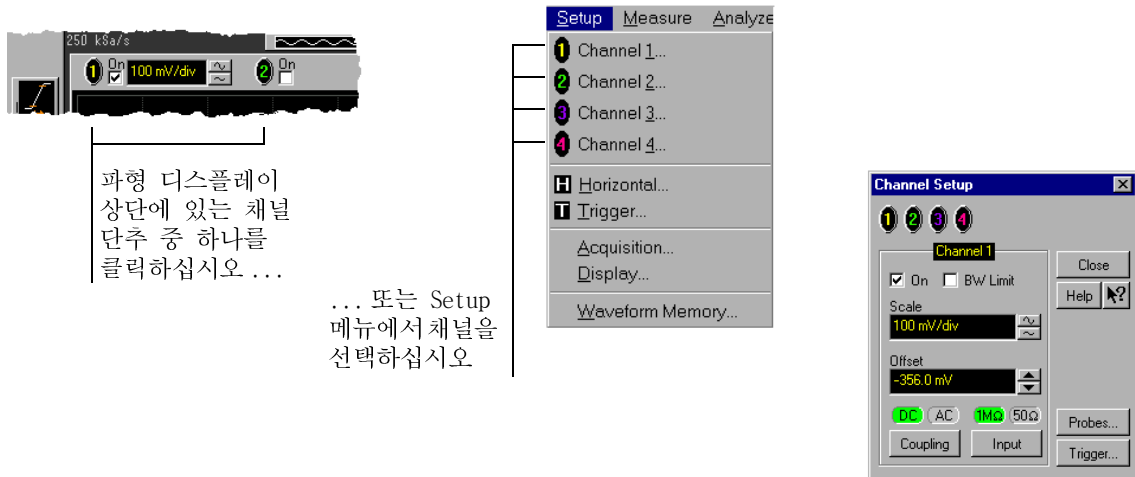 250 kSa/s
1 On 100 mV/div 2 On
파형 디스플레이
상단에 있는 채널
단추 중 하나를
클릭하십시오 ...
... 또는 Setup
메뉴에서 채널을
선택하십시오
Setup Measure Analyze
1 Channel 1...
2 Channel 2...
3 Channel 3...
4 Channel 4...
H Horizontal...
T Trigger...
Acquisition...
Display...
Waveform Memory...
Channel Setup
1 2 3 4
Channel 1
On BW Limit
Scale
100 mV/div
Offset
-356.0 mV
DC AC 1MΩ 50Ω
Coupling Input
Close
Help
Probes...
Trigger...